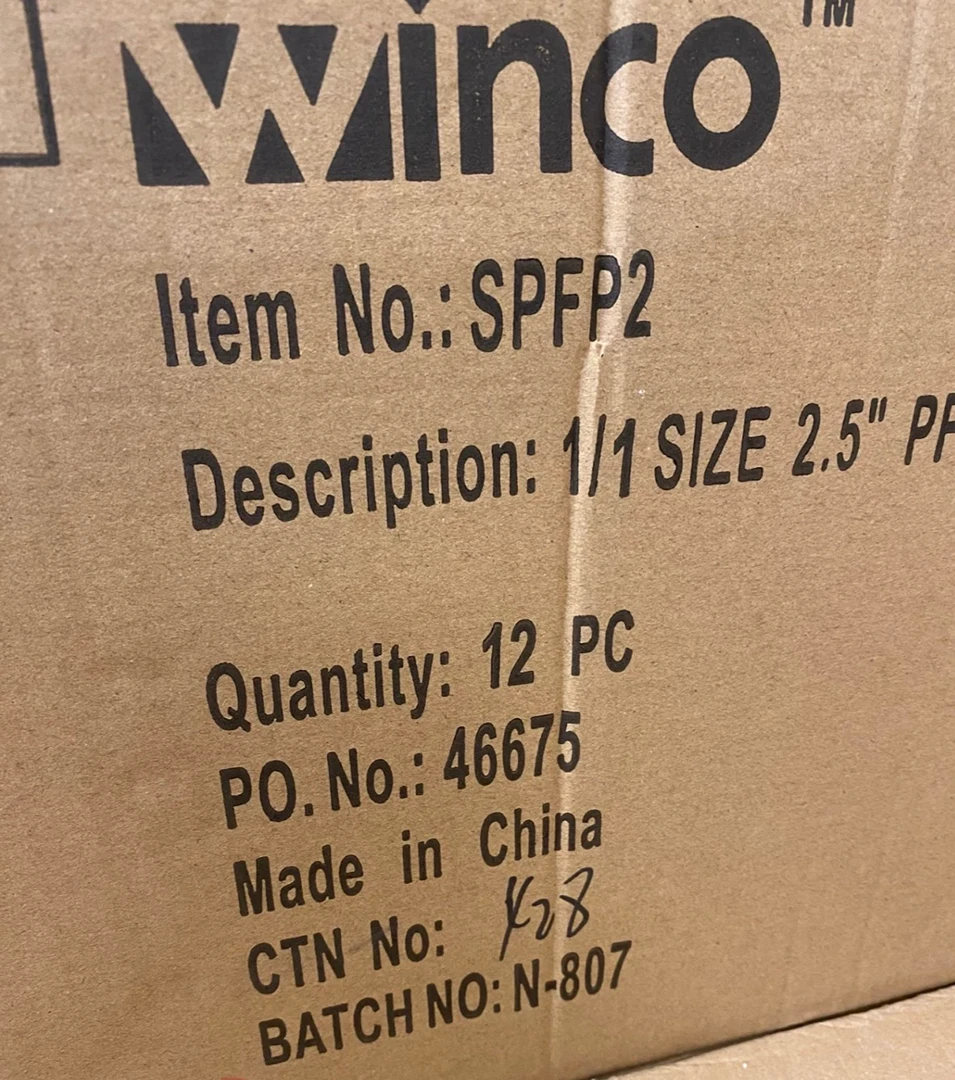 Winco TM
Item No.: SPFP2
Description: 1/1 SIZE 2.5" PF
Quantity: 12 PC
PO. No.: 46675
Made in China
CTN No:
BATCH NO: N-807